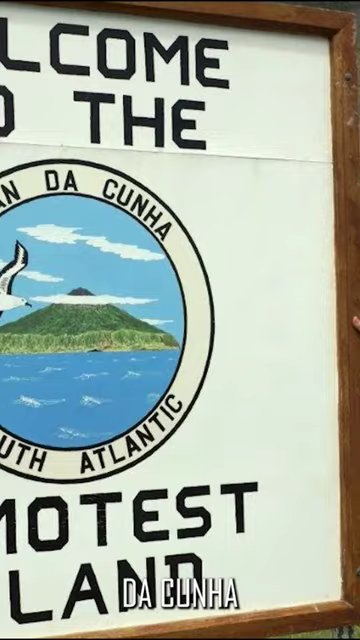 LCOME
O THE
AN DA CUNHA
UTH ATLANTIC
MOTEST
LAND
DA CUNHA